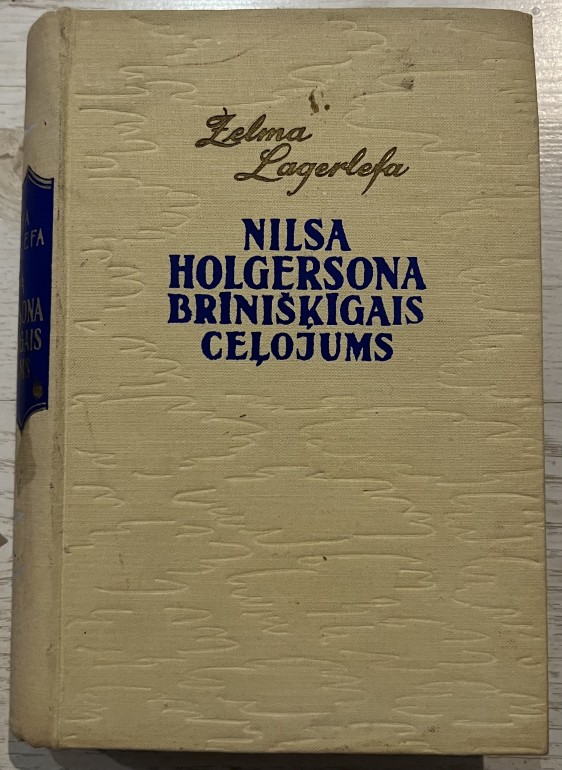 Zelma
Lagerlefa
NILSA
HOLGERSONA
BRĪNIŠĶĪGAIS
CEĻOJUMS